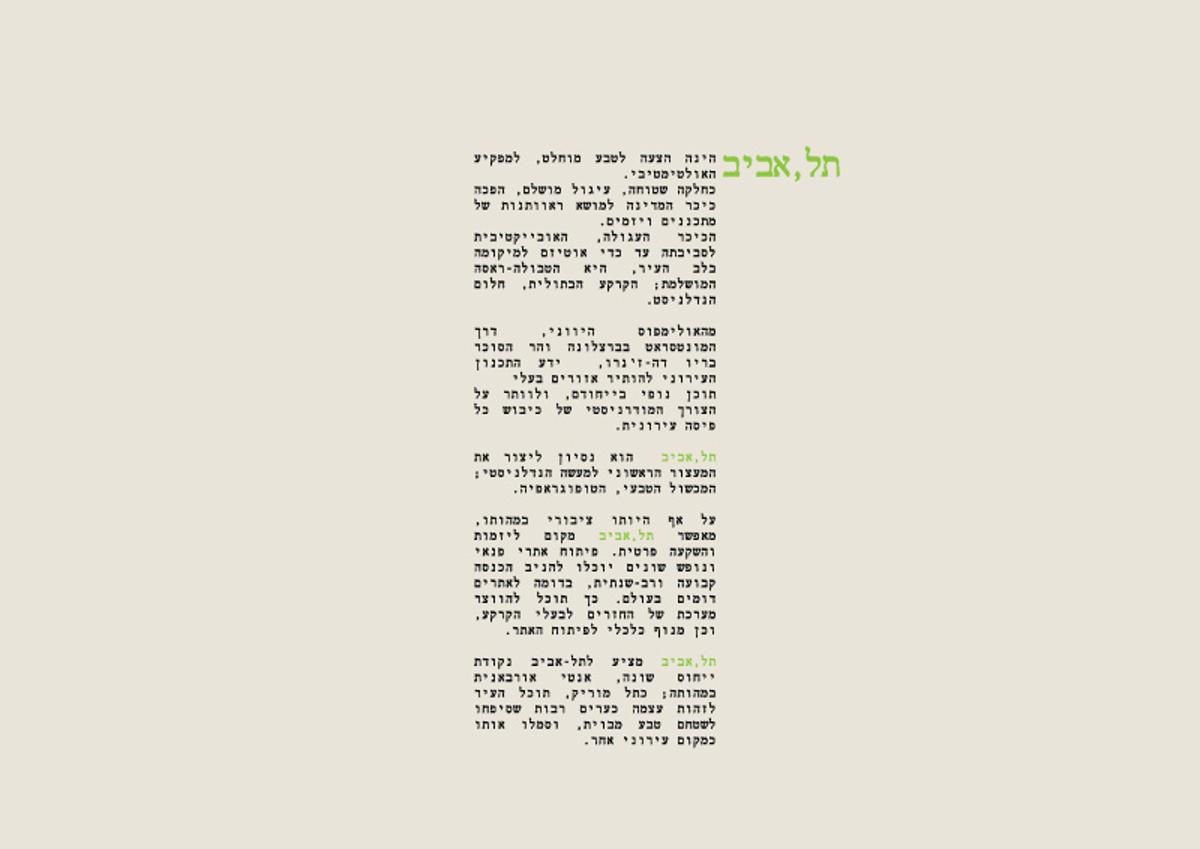 תל,אביב
הינה הצעה לטבע מוחלט, למפקיע
האולטימטיבי.
כחלקה שטוחה, עיגול מושלם, הפכה
כיכר המדינה למושא ראוותנות של
מתכננים ויזמים.
הכיכר העגולה, האובייקטיבית
לסביבתה עד כדי אוטיזם למיקומה
בלב העיר, היא הטבולה-ראסה
המושלמת; הקרקע הבתולית, חלום
הנדלניסט.
מהאולימפוס היווני, דרך
המונטסראט בברצלונה והר הסוכר
בריו דה-ז'נרו, ידע התכנון
העירוני להותיר אזורים בעלי
תוכן נופי בייחודם, ולוותר על
הצורך המודרניסטי של כיבוש כל
פיסה עירונית.
תל,אביב הוא נסיון ליצור את
המעצור הראשוני למעשה הנדלניסטי;
המכשול הטבעי, הטופוגראפיה.
על אף היותו ציבורי במהותו,
מאפשר תל,אביב מקום ליזמות
והשקעה פרטית. פיתוח אתרי פנאי
ונופש שונים יוכלו להניב הכנסה
קבועה ורב-שנתית, בדומה לאתרים
דומים בעולם. כך תוכל להווצר
מערכת של החזרים לבעלי הקרקע,
וכן מנוף כלכלי לפיתוח האתר.
תל,אביב מציע לתל-אביב נקודת
ייחוס שונה, אנטי אורבאנית
במהותה; כתל מוריק, תוכל העיר
לזהות עצמה כערים רבות שסיפחו
לשטחם טבע מבוית, וסמלו אותו
כמקום עירוני אחר.